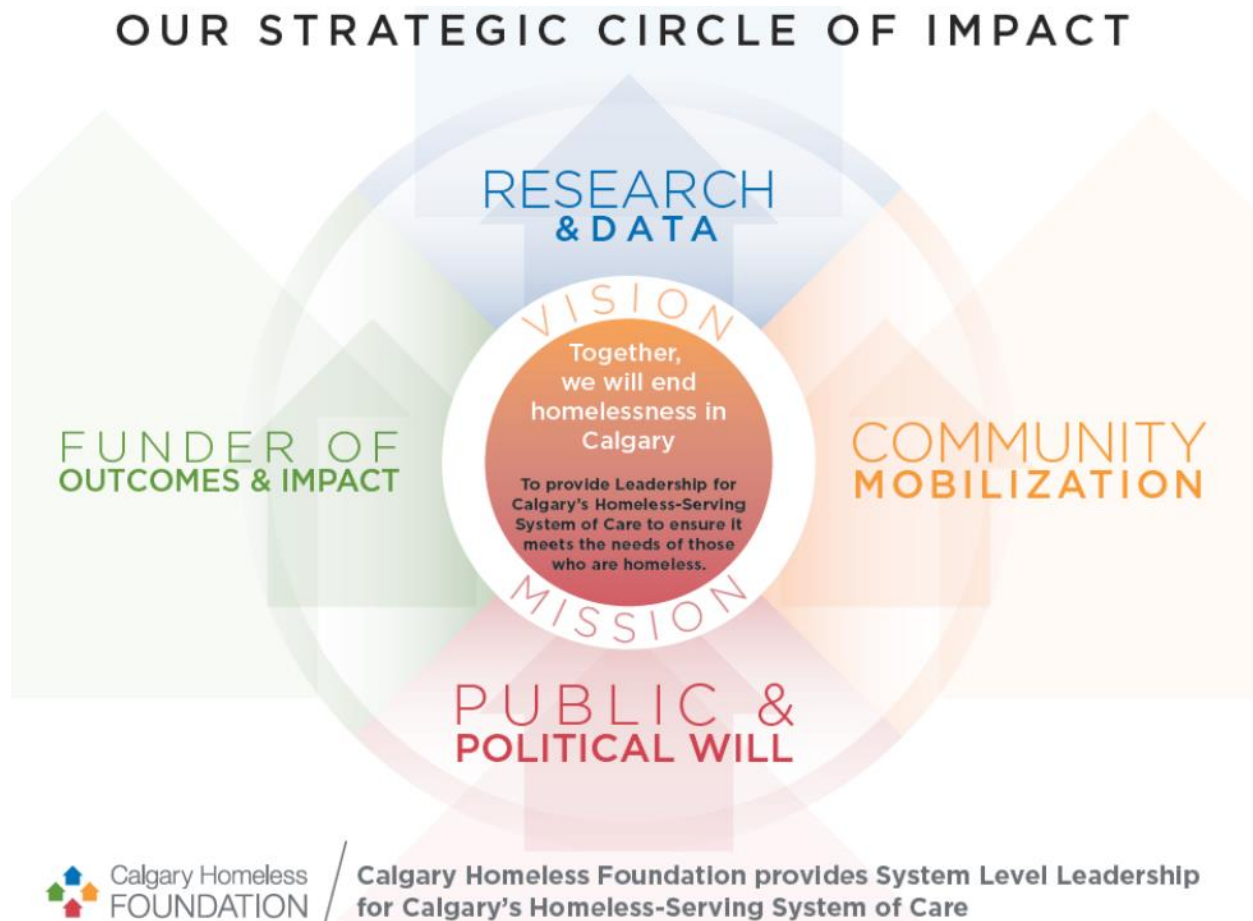 OUR STRATEGIC CIRCLE OF IMPACT
RESEARCH
& DATA
VISION
Together,
we will end
homelessness in
Calgary
To provide Leadership for
Calgary's Homeless-Serving
System of Care to ensure it
meets the needs of those
who are homeless.
MISSION
FUNDER OF
OUTCOMES & IMPACT
COMMUNITY
MOBILIZATION
PUBLIC &
POLITICAL WILL
Calgary Homeless
FOUNDATION
Calgary Homeless Foundation provides System Level Leadership
for Calgary's Homeless-Serving System of Care